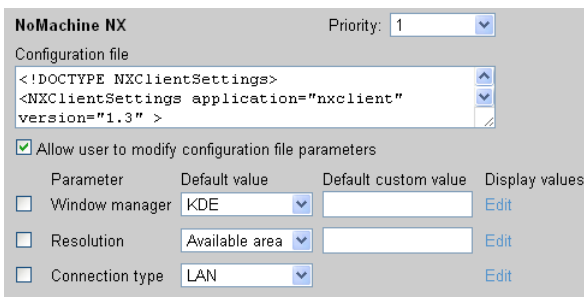 NoMachine NX Priority: 1
Configuration file
<!DOCTYPE NXClientSettings>
<NXClientSettings application="nxclient"
version="1.3" >
Allow user to modify configuration file parameters
Parameter Default value Default custom value Display values
Window manager KDE Edit
Resolution Available area Edit
Connection type LAN Edit